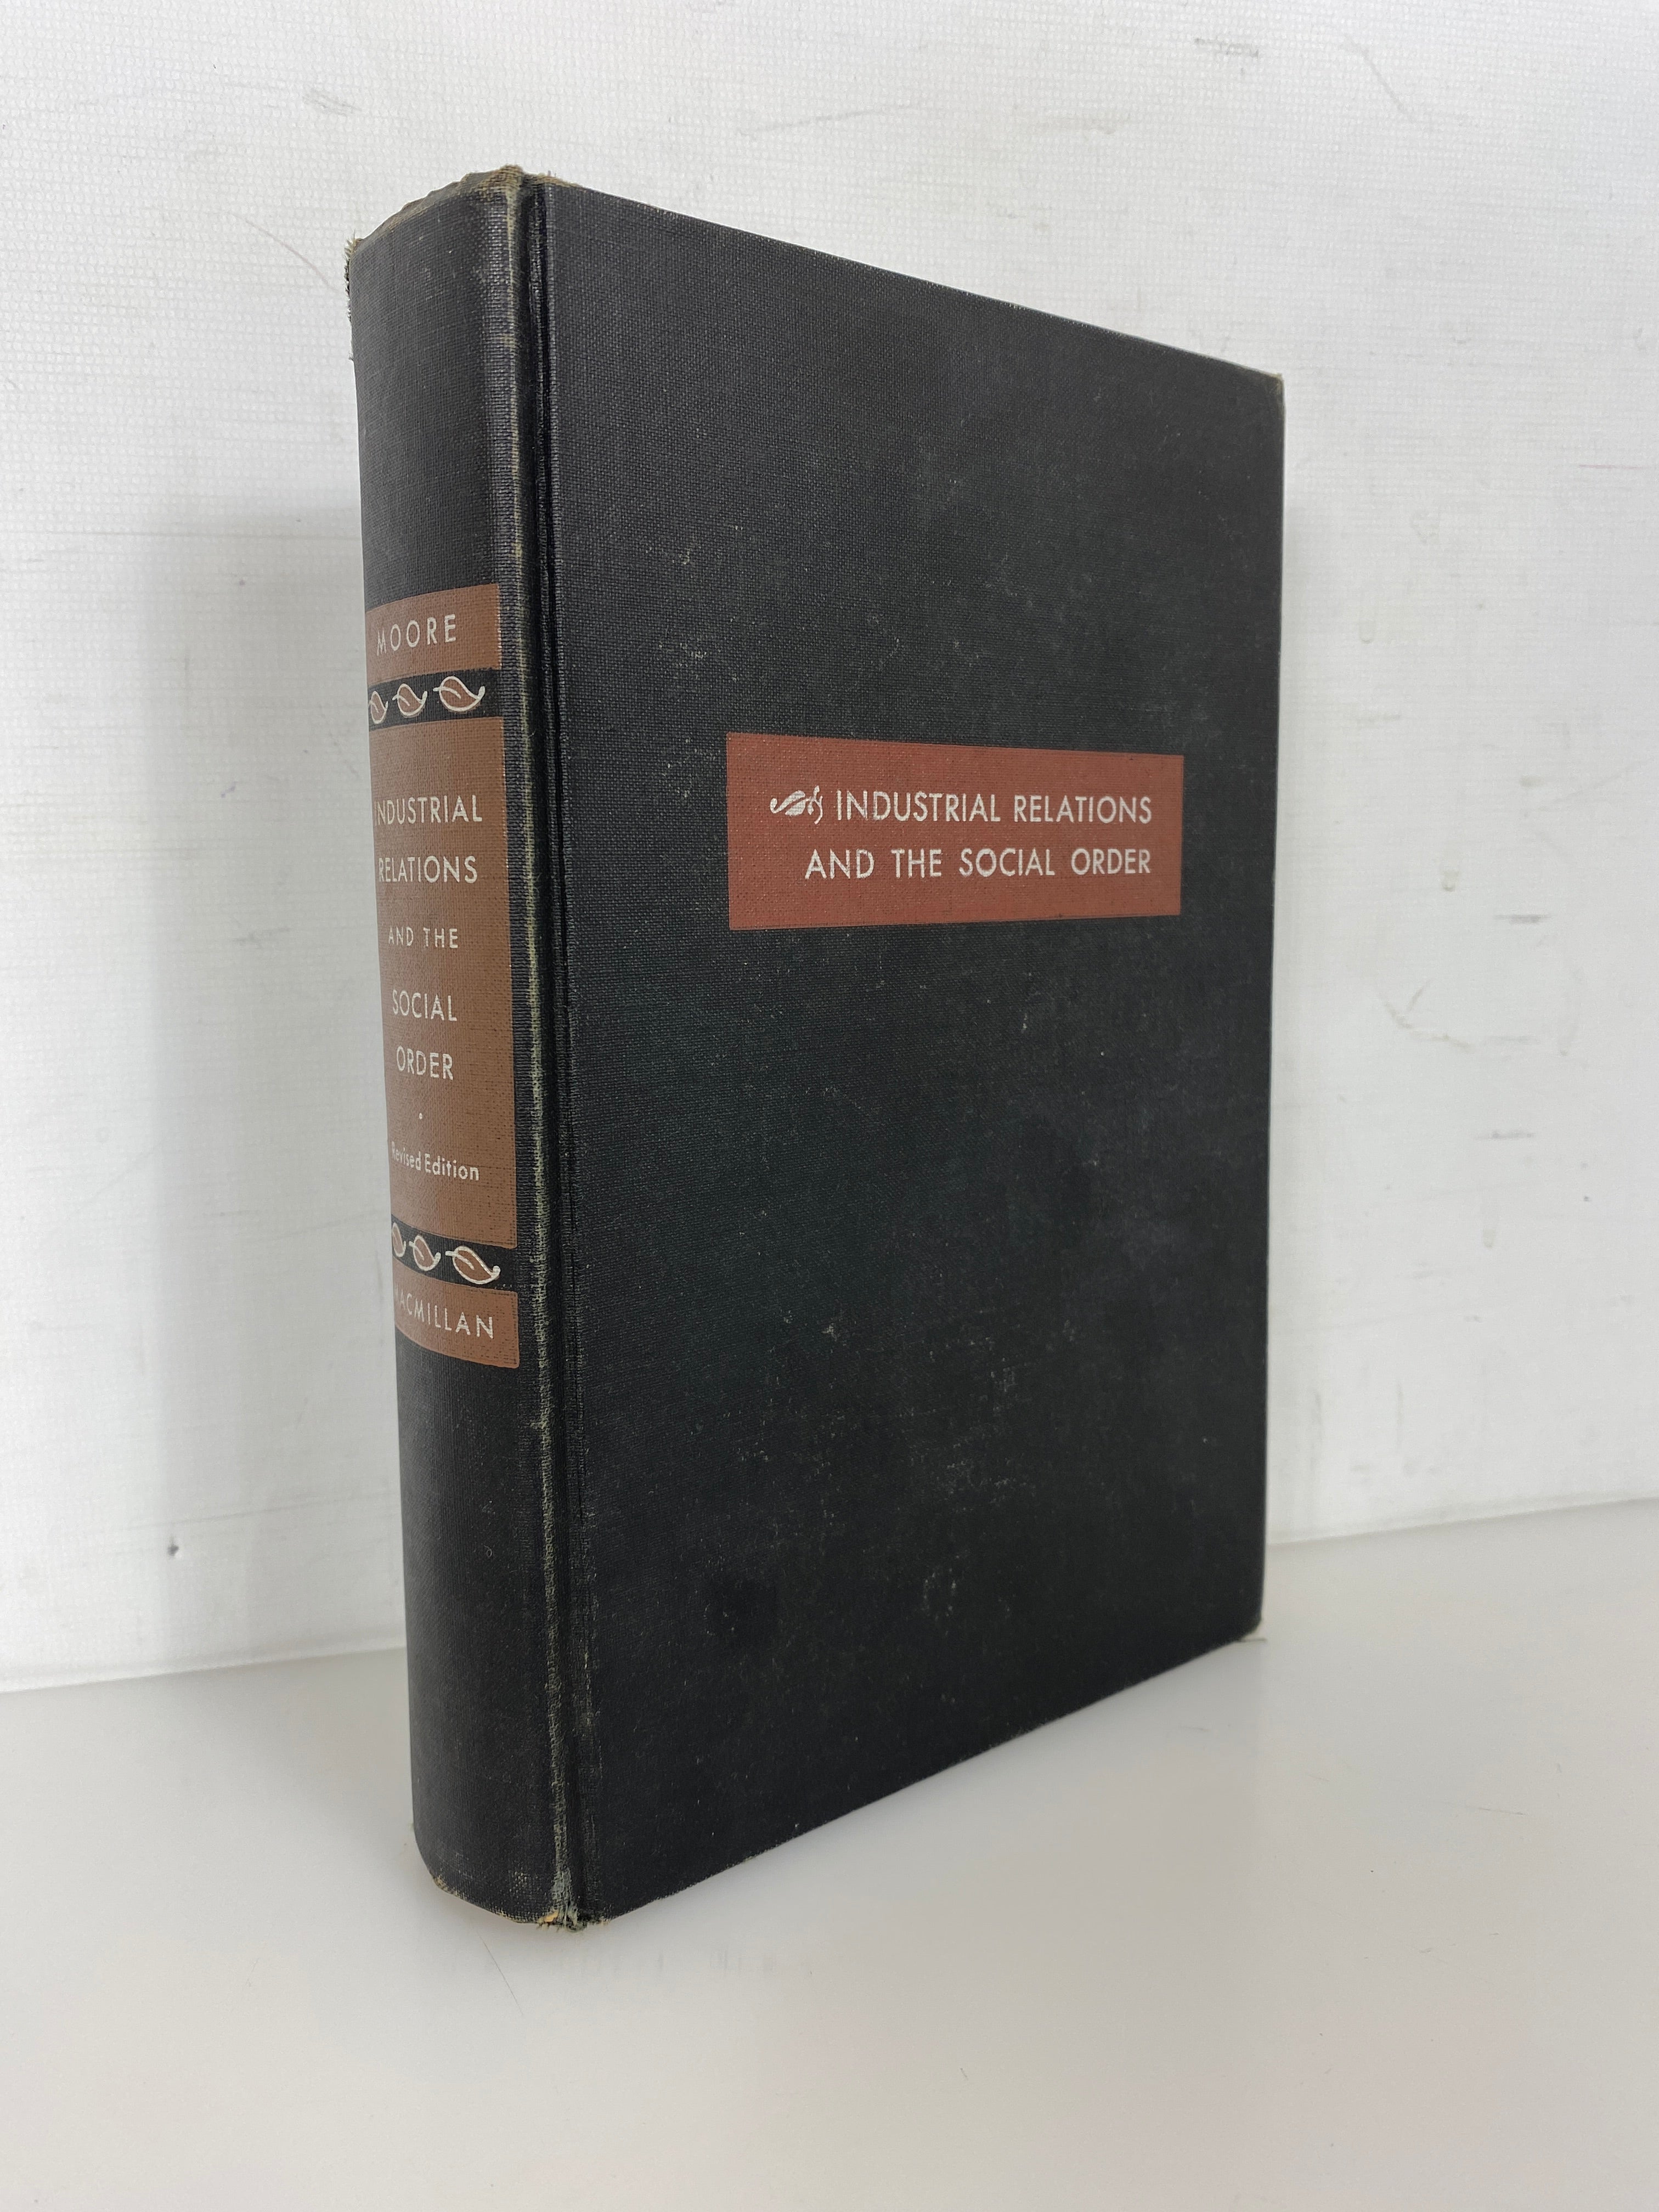 MOORE
INDUSTRIAL
RELATIONS
AND THE
SOCIAL
ORDER
Revised Edition
MACMILLAN
INDUSTRIAL RELATIONS
AND THE SOCIAL ORDER